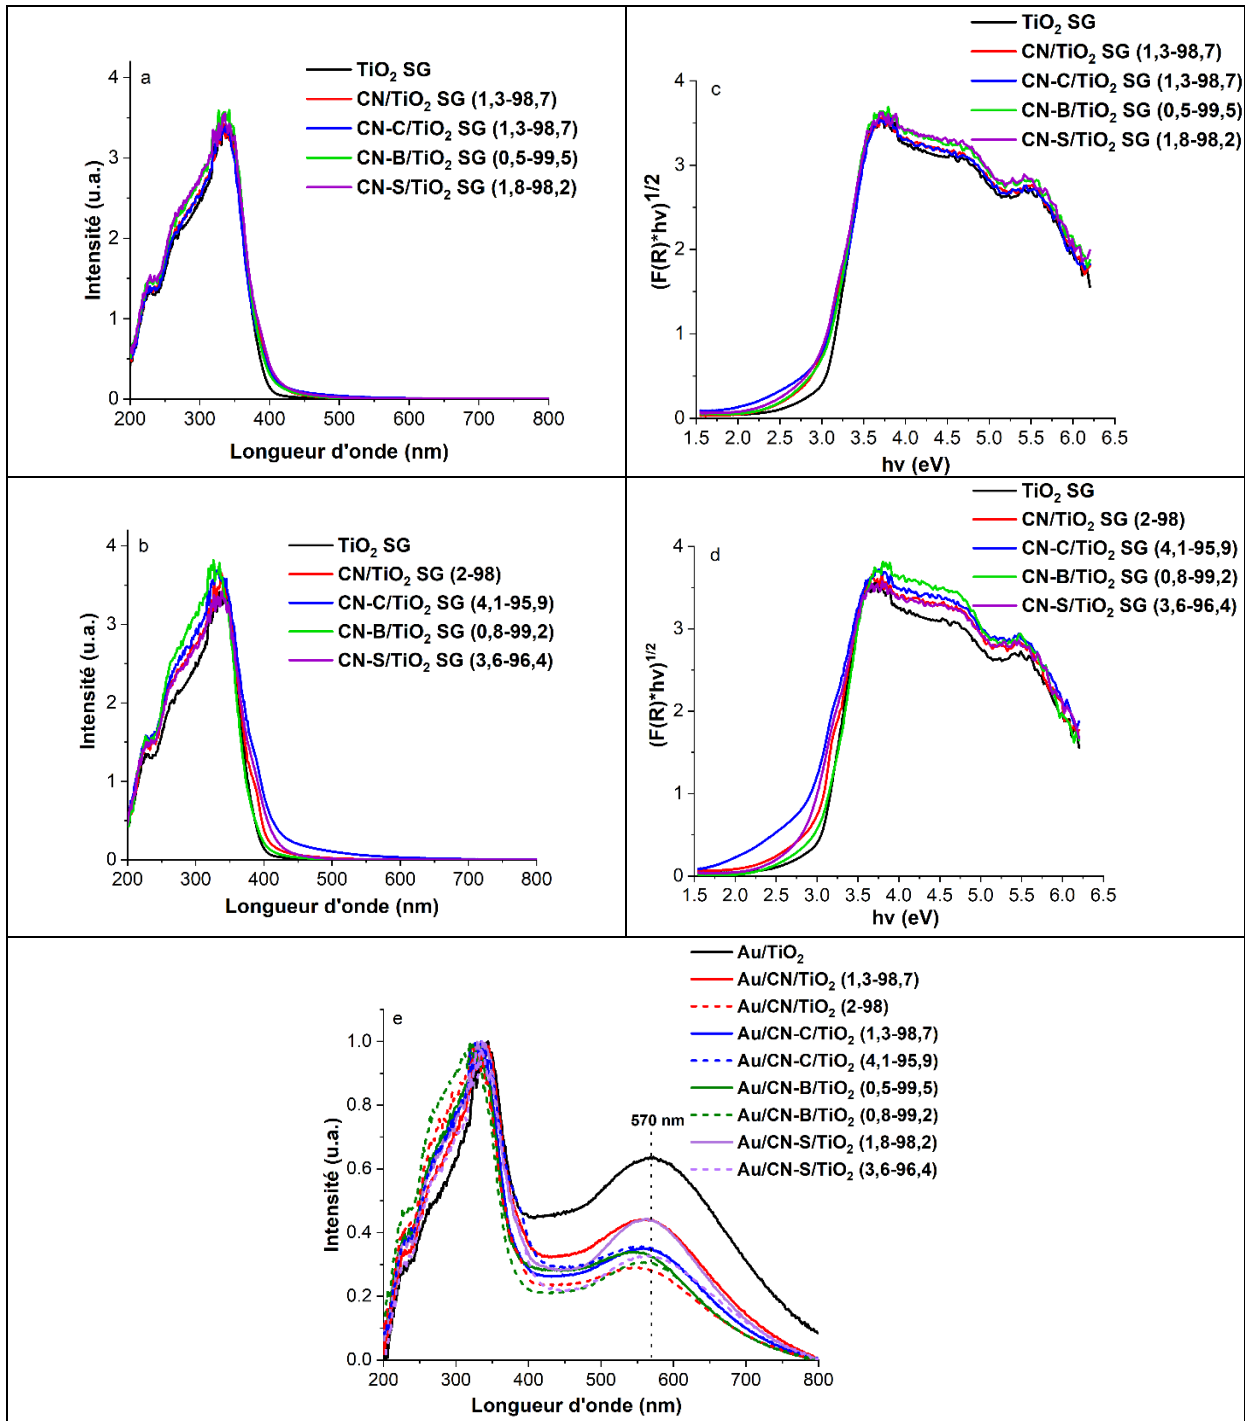 a
TiO₂ SG
CN/TiO₂ SG (1,3-98,7)
CN-C/TiO₂ SG (1,3-98,7)
CN-B/TiO₂ SG (0,5-99,5)
CN-S/TiO₂ SG (1,8-98,2)
Intensité (u.a.)
4
3
2
1
0
200 300 400 500 600 700 800
Longueur d'onde (nm)
c
TiO₂ SG
CN/TiO₂ SG (1,3-98,7)
CN-C/TiO₂ SG (1,3-98,7)
CN-B/TiO₂ SG (0,5-99,5)
CN-S/TiO₂ SG (1,8-98,2)
(F(R)*hν)1/2
4
3
2
1
0
1.5 2.0 2.5 3.0 3.5 4.0 4.5 5.0 5.5 6.0 6.5
hν (eV)
b
TiO₂ SG
CN/TiO₂ SG (2-98)
CN-C/TiO₂ SG (4,1-95,9)
CN-B/TiO₂ SG (0,8-99,2)
CN-S/TiO₂ SG (3,6-96,4)
Intensité (u.a.)
4
3
2
1
0
200 300 400 500 600 700 800
Longueur d'onde (nm)
d
TiO₂ SG
CN/TiO₂ SG (2-98)
CN-C/TiO₂ SG (4,1-95,9)
CN-B/TiO₂ SG (0,8-99,2)
CN-S/TiO₂ SG (3,6-96,4)
(F(R)*hν)¹ᐟ²
4
3
2
1
0
1.5 2.0 2.5 3.0 3.5 4.0 4.5 5.0 5.5 6.0 6.5
hν (eV)
e
Au/TiO₂
Au/CN/TiO₂ (1,3-98,7)
Au/CN/TiO₂ (2-98)
Au/CN-C/TiO₂ (1,3-98,7)
Au/CN-C/TiO₂ (4,1-95,9)
Au/CN-B/TiO₂ (0,5-99,5)
Au/CN-B/TiO₂ (0,8-99,2)
Au/CN-S/TiO₂ (1,8-98,2)
Au/CN-S/TiO₂ (3,6-96,4)
570 nm
Intensité (u.a.)
1.0
0.8
0.6
0.4
0.2
0.0
200 300 400 500 600 700 800
Longueur d'onde (nm)